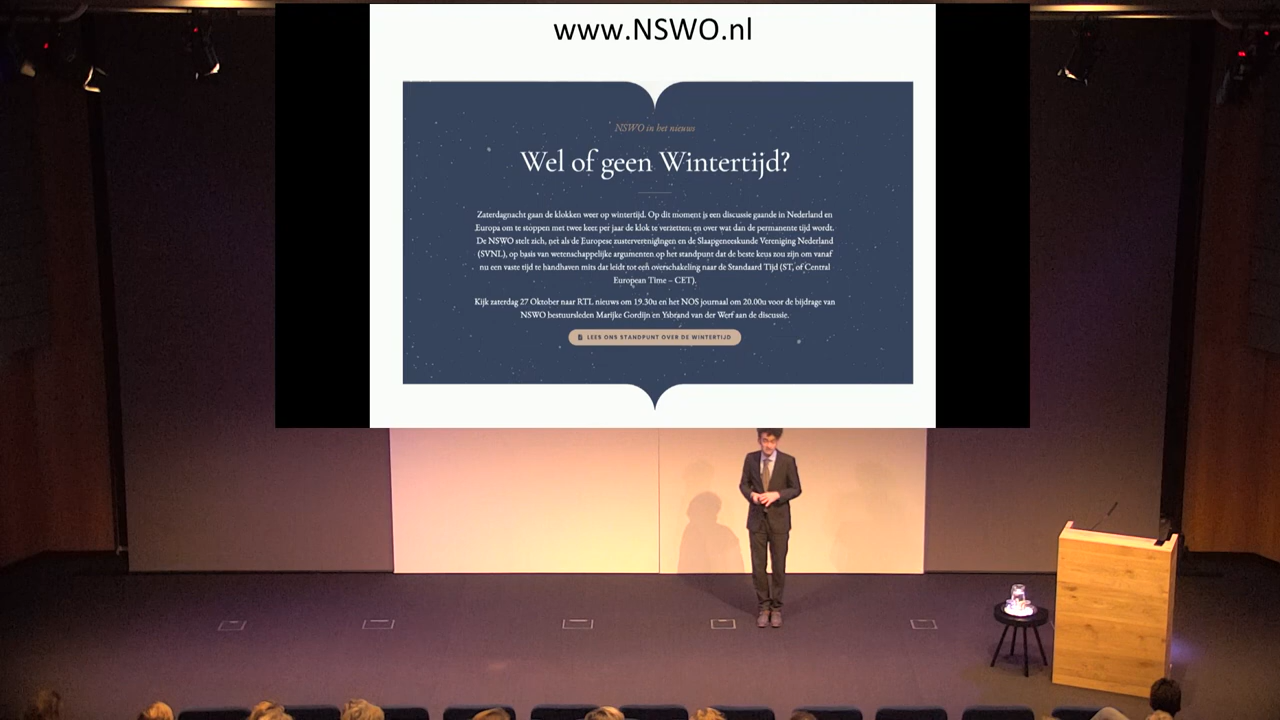 www.NSWO.nl
NSWO in het nieuws
Wel of geen Wintertijd?
Zaterdagnacht gaan de klokken weer op wintertijd. Op dit moment is een discussie gaande in Nederland en
Europa om te stoppen met twee keer per jaar de klok te verzetten, en over wat dan de permanente tijd wordt.
De NSWO stelt zich, net als de Europese zusterverenigingen en de Slaapgeneeskunde Vereniging Nederland
(SVNL), op basis van wetenschappelijke argumenten op het standpunt dat de beste keus zou zijn om vanaf
nu een vaste tijd te handhaven mits dat leidt tot een overschakeling naar de Standaard Tijd (ST, of Central
European Time – CET).
Kijk zaterdag 27 Oktober naar RTL nieuws om 19.30u en het NOS journaal om 20.00u voor de bijdrage van
NSWO bestuursleden Marijke Gordijn en Ysbrand van der Werf aan de discussie.
LEES ONS STANDPUNT OVER DE WINTERTIJD